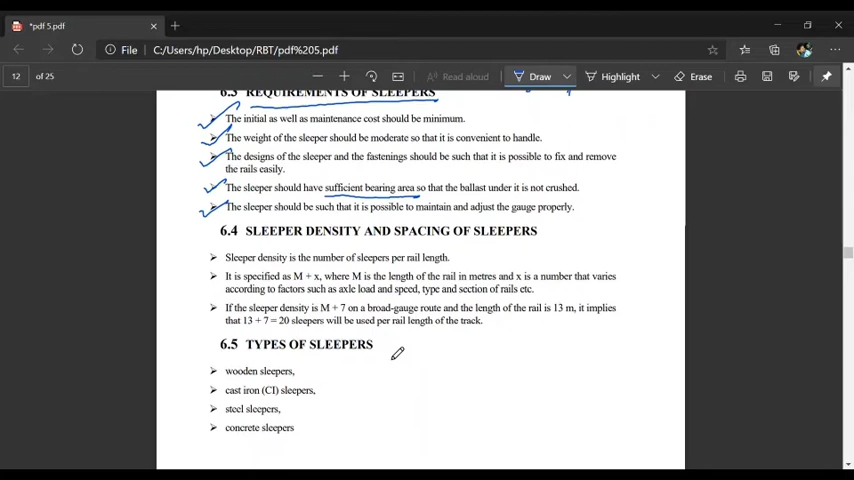 *pdf 5.pdf
File C:/Users/hp/Desktop/RBT/pdf%205.pdf
12 of 25 Read aloud Draw Highlight Erase
6.3 REQUIREMENTS OF SLEEPERS
➤ The initial as well as maintenance cost should be minimum.
➤ The weight of the sleeper should be moderate so that it is convenient to handle.
➤ The designs of the sleeper and the fastenings should be such that it is possible to fix and remove
the rails easily.
➤ The sleeper should have sufficient bearing area so that the ballast under it is not crushed.
➤ The sleeper should be such that it is possible to maintain and adjust the gauge properly.
6.4 SLEEPER DENSITY AND SPACING OF SLEEPERS
➤ Sleeper density is the number of sleepers per rail length.
➤ It is specified as M + x, where M is the length of the rail in metres and x is a number that varies
according to factors such as axle load and speed, type and section of rails etc.
➤ If the sleeper density is M + 7 on a broad-gauge route and the length of the rail is 13 m, it implies
that 13 + 7 = 20 sleepers will be used per rail length of the track.
6.5 TYPES OF SLEEPERS
➤ wooden sleepers,
➤ cast iron (CI) sleepers,
➤ steel sleepers,
➤ concrete sleepers